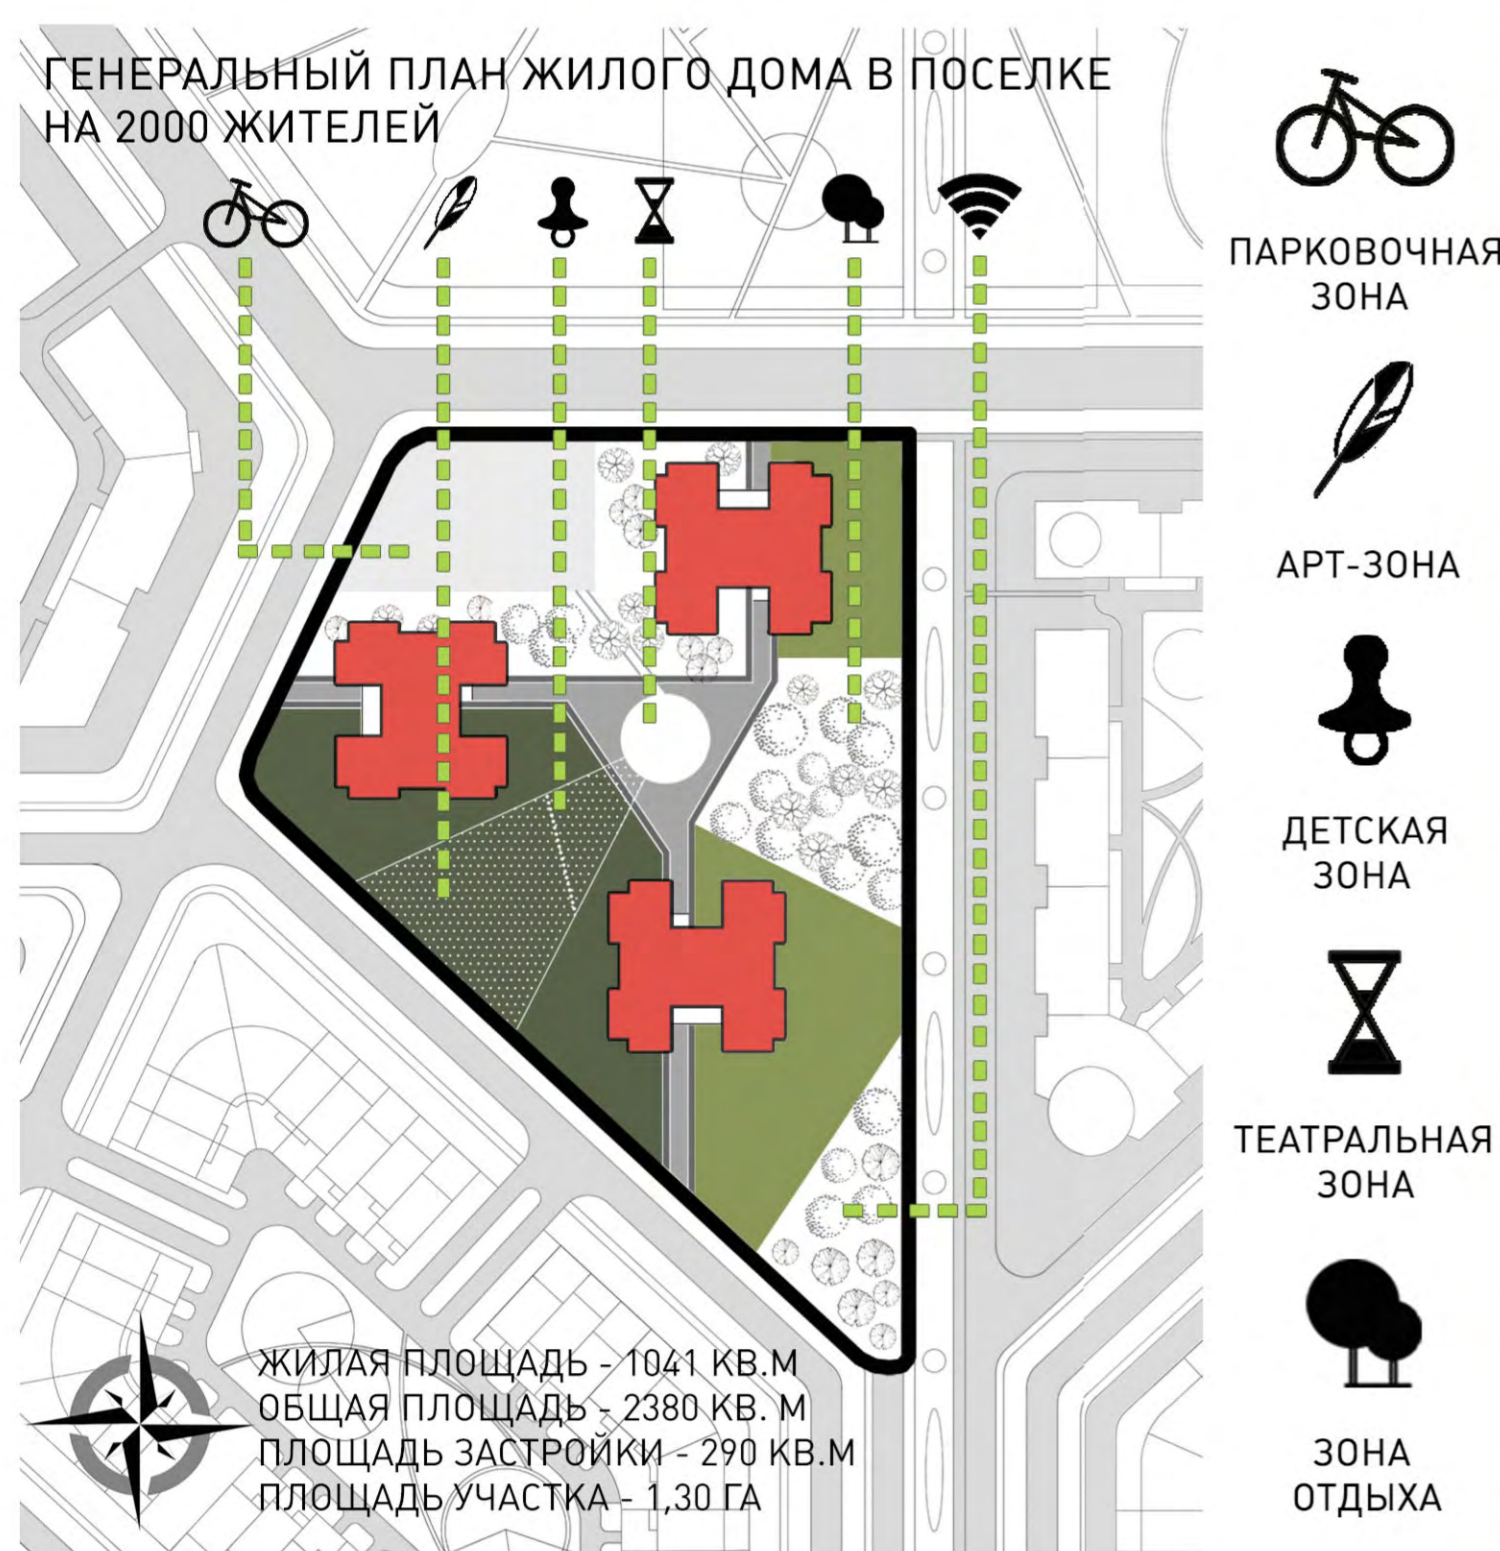 ГЕНЕРАЛЬНЫЙ ПЛАН ЖИЛОГО ДОМА В ПОСЕЛКЕ
НА 2000 ЖИТЕЛЕЙ
ПАРКОВОЧНАЯ
ЗОНА
АРТ-ЗОНА
ДЕТСКАЯ
ЗОНА
ТЕАТРАЛЬНАЯ
ЗОНА
ЗОНА
ОТДЫХА
ЖИЛАЯ ПЛОЩАДЬ - 1041 КВ.М
ОБЩАЯ ПЛОЩАДЬ - 2380 КВ. М
ПЛОЩАДЬ ЗАСТРОЙКИ - 290 КВ.М
ПЛОЩАДЬ УЧАСТКА - 1,30 ГА